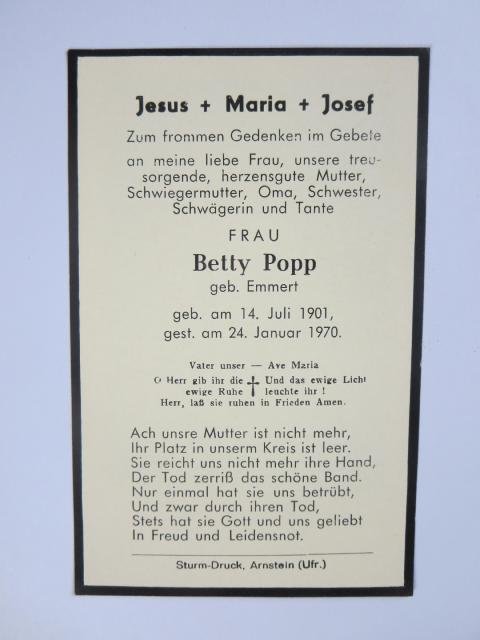 Jesus + Maria + Josef
Zum frommen Gedenken im Gebete
an meine liebe Frau, unsere treu-
sorgende, herzensgute Mutter,
Schwiegermutter, Oma, Schwester,
Schwägerin und Tante
FRAU
Betty Popp
geb. Emmert
geb. am 14. Juli 1901,
gest. am 24. Januar 1970.
Vater unser — Ave Maria
O Herr gib ihr die Und das ewige Licht
ewige Ruhe leuchte ihr !
Herr, laß sie ruhen in Frieden Amen.
Ach unsre Mutter ist nicht mehr,
Ihr Platz in unserm Kreis ist leer.
Sie reicht uns nicht mehr ihre Hand,
Der Tod zerriß das schöne Band.
Nur einmal hat sie uns betrübt,
Und zwar durch ihren Tod,
Stets hat sie Gott und uns geliebt
In Freud und Leidensnot.
Sturm-Druck, Arnstein (Ufr.)